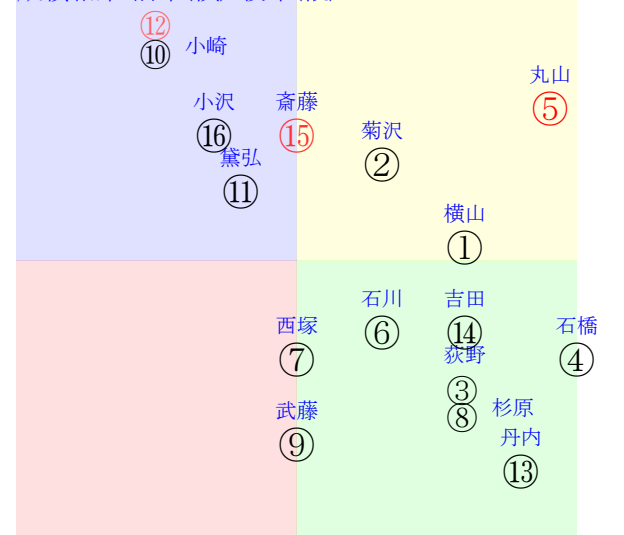 ⑫
⑩ 小崎
丸山
⑤
小沢
⑯
斎藤
⑮
菊沢
②
黛弘
⑪
横山
①
石川
⑥
吉田
⑭
西塚
⑦
石橋
④
荻野
③
⑧
杉原
武藤
⑨
丹内
⑬